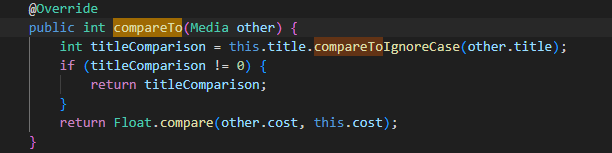 @Override
public int compareTo(Media other) {
int titleComparison = this.title.compareToIgnoreCase(other.title);
if (titleComparison != 0) {
return titleComparison;
}
return Float.compare(other.cost, this.cost);
}